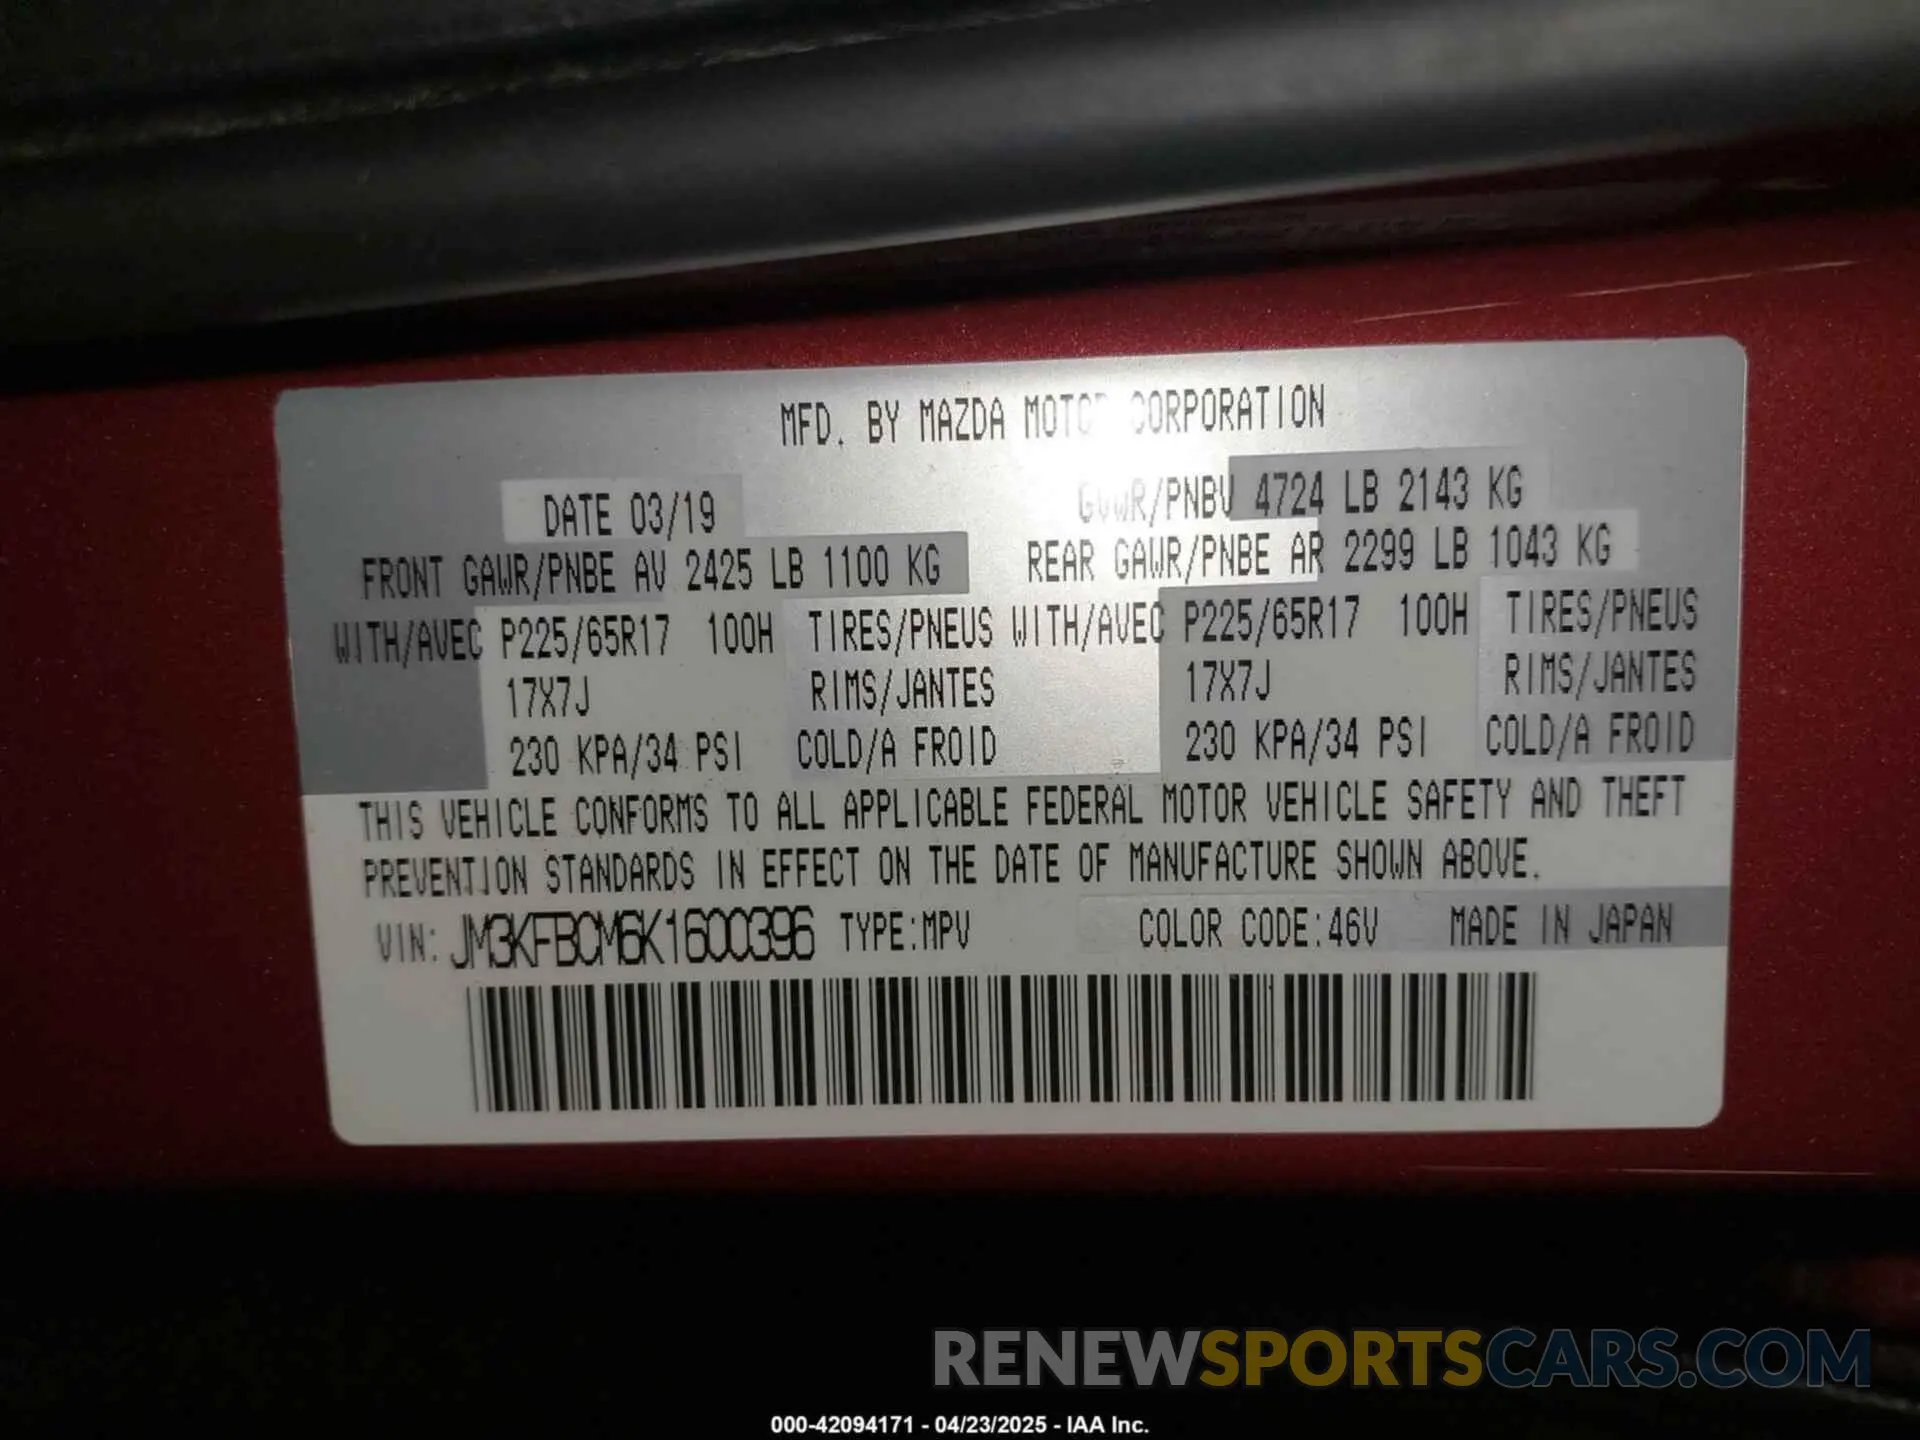 MFD. BY MAZDA MOTOR CORPORATION
DATE 03/19 GVWR/PNBV 4724 LB 2143 KG
FRONT GAWR/PNBE AV 2425 LB 1100 KG REAR GAWR/PNBE AR 2299 LB 1043 KG
WITH/AVEC P225/65R17 100H TIRES/PNEUS WITH/AVEC P225/65R17 100H TIRES/PNEUS
17X7J RIMS/JANTES 17X7J RIMS/JANTES
230 KPA/34 PSI COLD/A FROID 230 KPA/34 PSI COLD/A FROID
THIS VEHICLE CONFORMS TO ALL APPLICABLE FEDERAL MOTOR VEHICLE SAFETY AND THEFT
PREVENTION STANDARDS IN EFFECT ON THE DATE OF MANUFACTURE SHOWN ABOVE.
VIN: JM3KFBCM6K1600396 TYPE:MPV COLOR CODE:46V MADE IN JAPAN
RENEWSPORTSCARS.COM
000-42094171 - 04/23/2025 - IAA Inc.